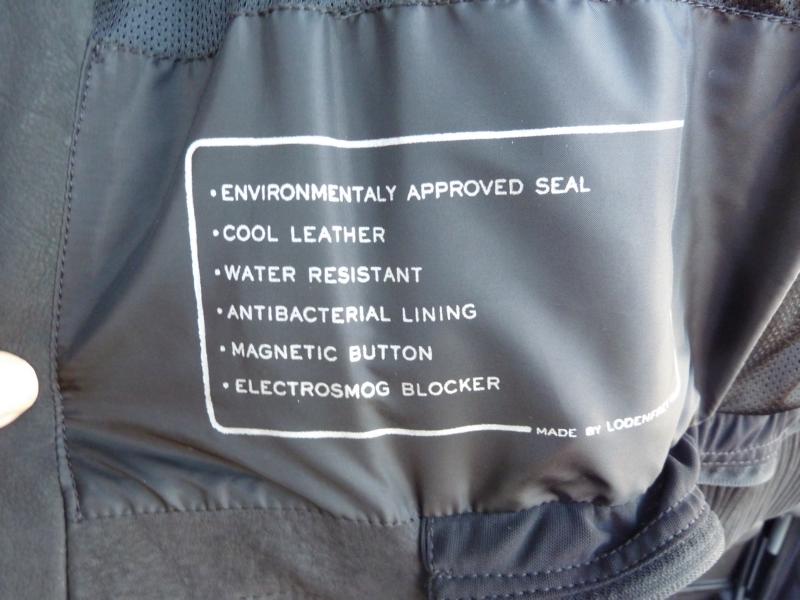 • ENVIRONMENTALY APPROVED SEAL
• COOL LEATHER
• WATER RESISTANT
• ANTIBACTERIAL LINING
• MAGNETIC BUTTON
• ELECTROSMOG BLOCKER
MADE BY